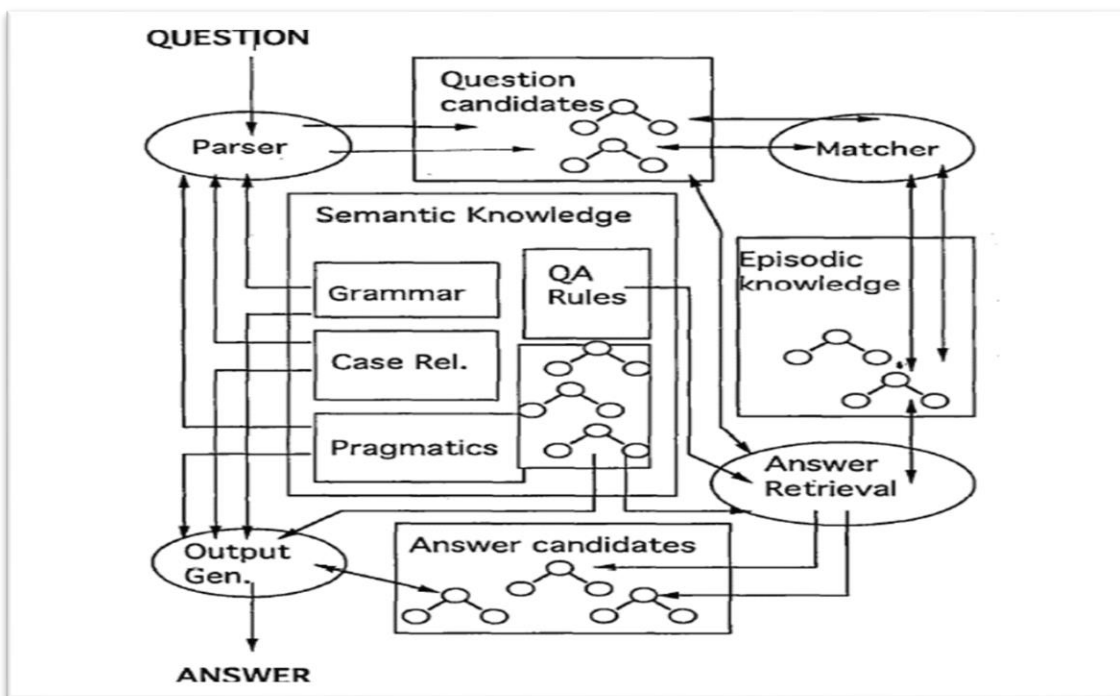 QUESTION
Question
candidates
Parser
Matcher
Semantic Knowledge
Grammar
QA
Rules
Episodic
knowledge
Case Rel.
Pragmatics
Answer
Retrieval
Output
Gen.
Answer candidates
ANSWER